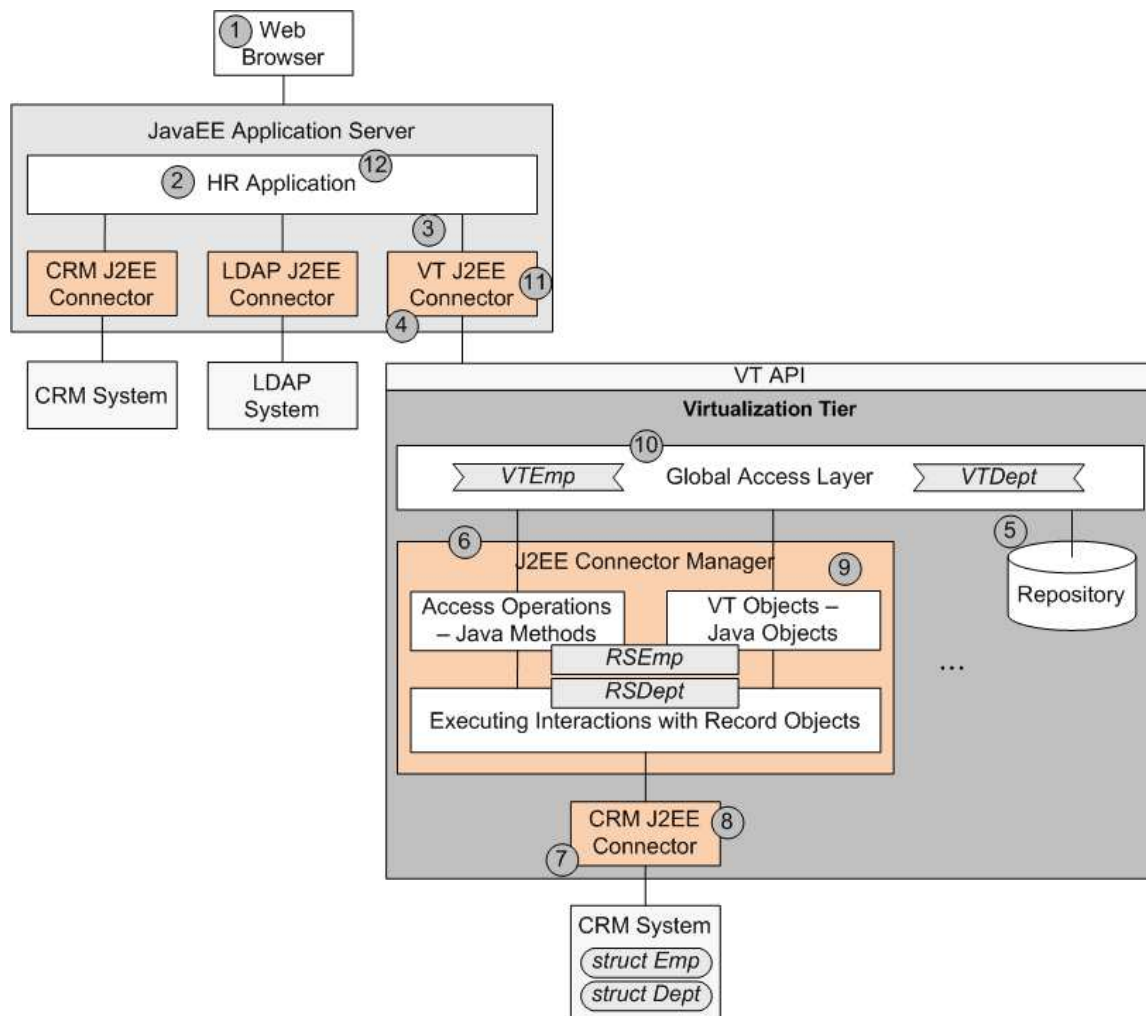 1 Web
Browser
JavaEE Application Server
12
2 HR Application
3
CRM J2EE
Connector
LDAP J2EE
Connector
VT J2EE
Connector
11
4
CRM System
LDAP
System
VT API
Virtualization Tier
10
VTEmp
Global Access Layer
VTDept
6
5
J2EE Connector Manager
9
Access Operations
– Java Methods
VT Objects –
Java Objects
Repository
RSEmp
RSDept
...
Executing Interactions with Record Objects
CRM J2EE
Connector
8
7
CRM System
struct Emp
struct Dept